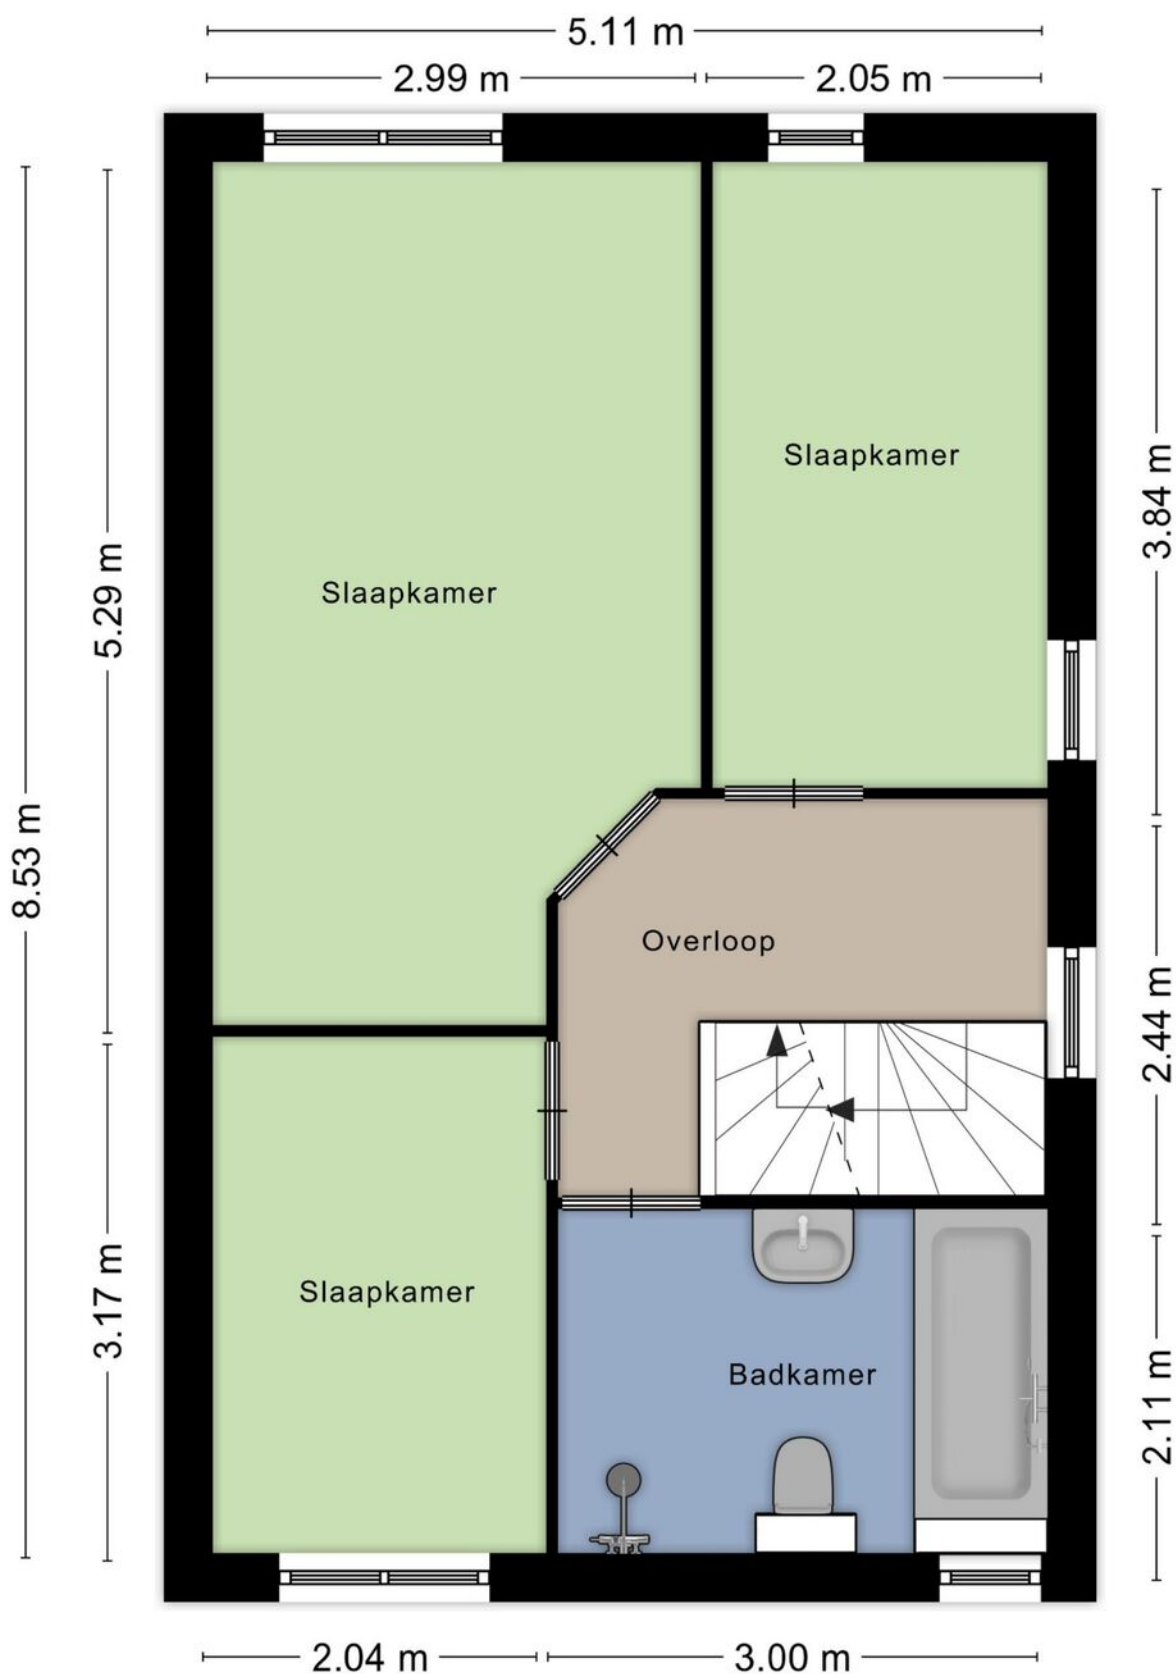 5.11 m
2.99 m
2.05 m
Slaapkamer
3.84 m
5.29 m
Slaapkamer
8.53 m
Overloop
2.44 m
3.17 m
Slaapkamer
Badkamer
2.11 m
2.04 m
3.00 m